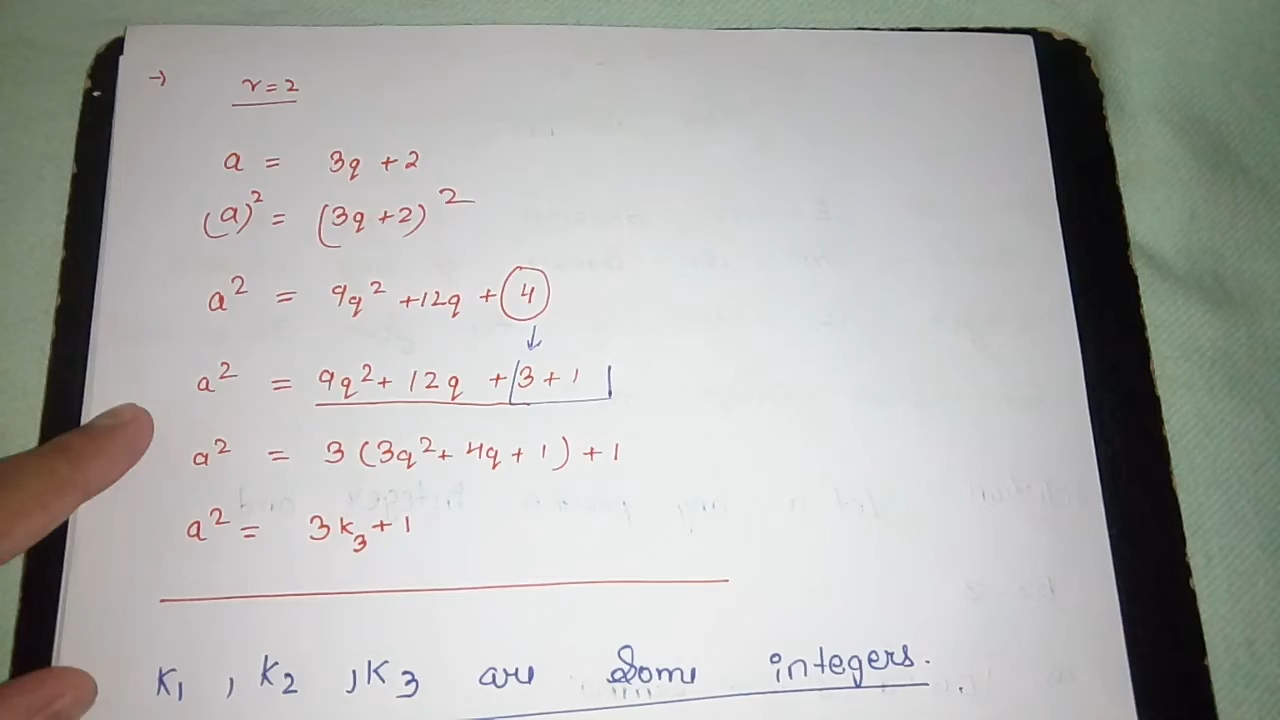 → r = 2
a = 3q + 2
(a)² = (3q + 2)²
a² = 9q² + 12q + 4
↓
a² = 9q² + 12q + 3 + 1
a² = 3 (3q² + 4q + 1) + 1
a² = 3k₃ + 1
K₁ , K₂ , K₃ are some integers.